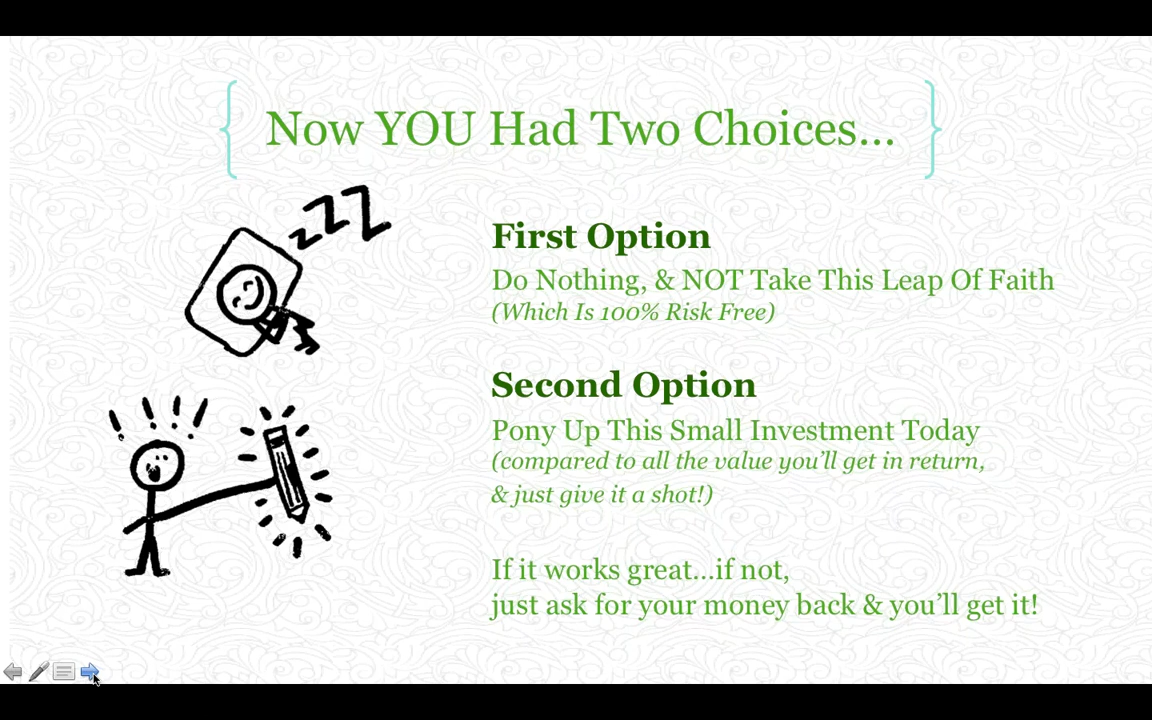 Now YOU Had Two Choices...
zzZ
First Option
Do Nothing, & NOT Take This Leap Of Faith
(Which Is 100% Risk Free)
Second Option
Pony Up This Small Investment Today
(compared to all the value you'll get in return,
& just give it a shot!)
If it works great...if not,
just ask for your money back & you'll get it!